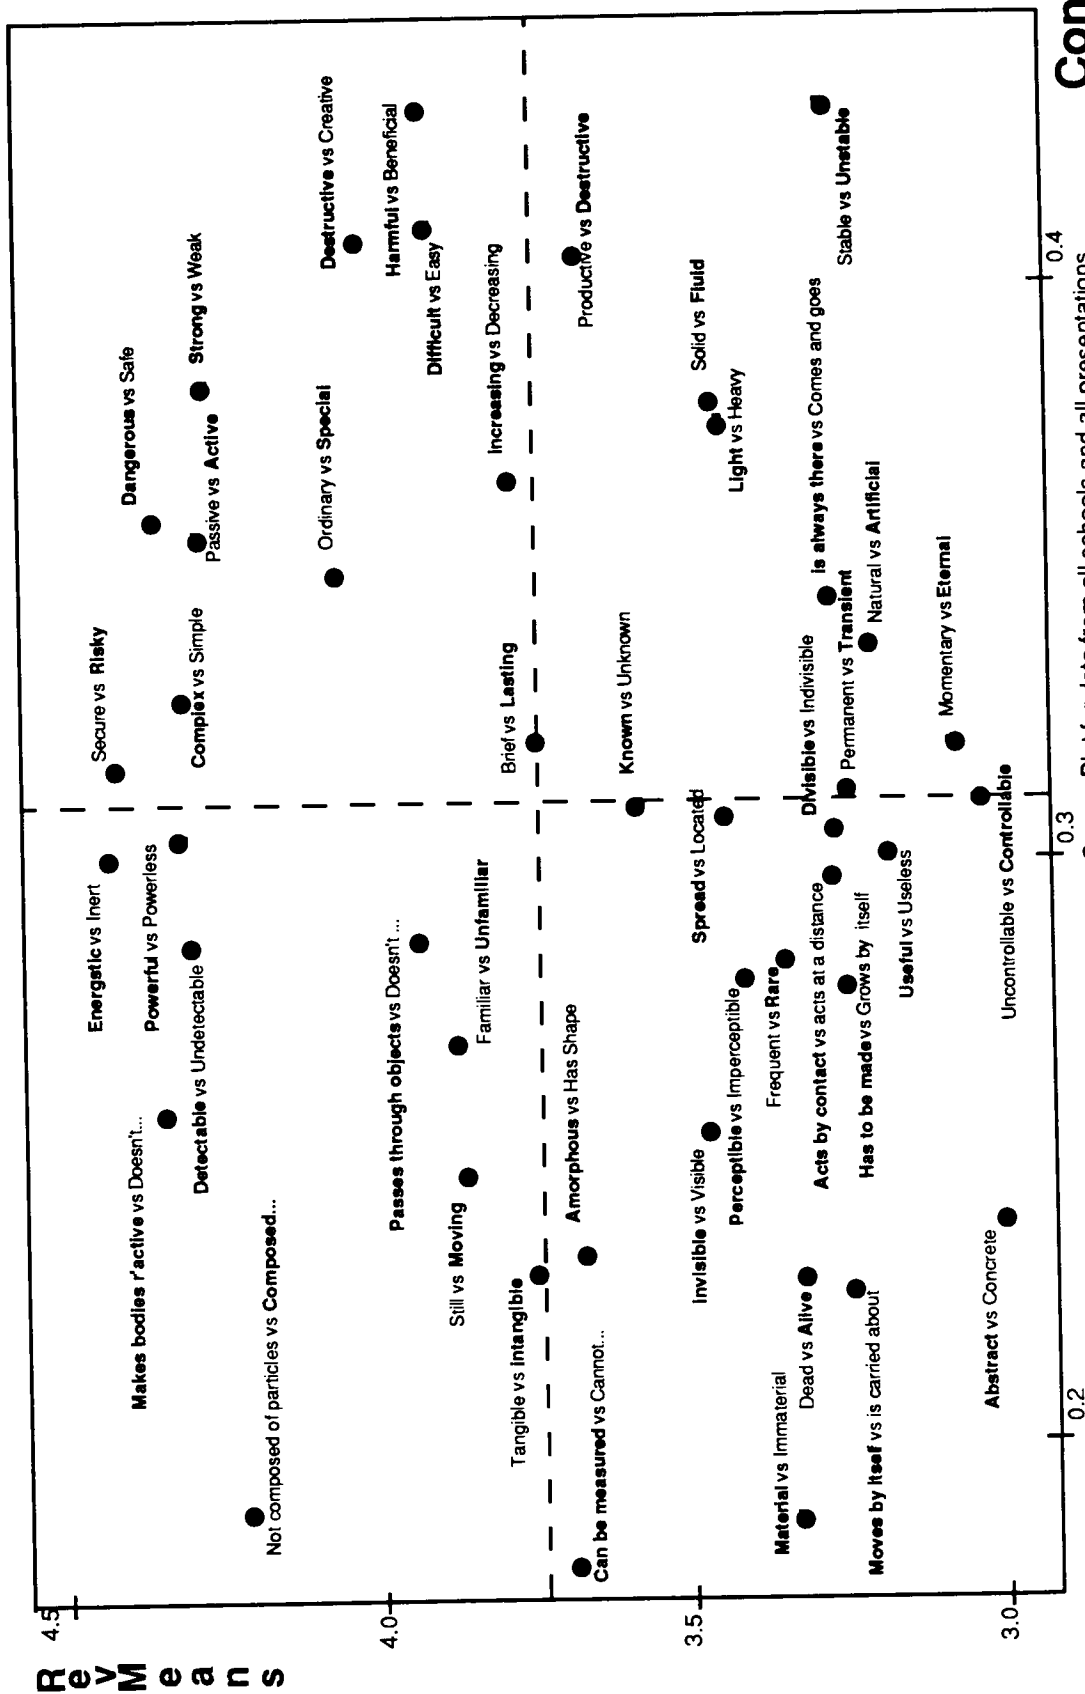 Rev Means
4.5
4.0
3.5
3.0
0.2
0.3
0.4
Con
Energetic vs Inert
Secure vs Risky
Powerful vs Powerless
Complex vs Simple
Dangerous vs Safe
Passive vs Active
Strong vs Weak
Makes bodies r'active vs Doesn't...
Detectable vs Undetectable
Not composed of particles vs Composed...
Ordinary vs Special
Destructive vs Creative
Harmful vs Beneficial
Difficult vs Easy
Passes through objects vs Doesn't ...
Familiar vs Unfamiliar
Still vs Moving
Increasing vs Decreasing
Brief vs Lasting
Tangible vs Intangible
Amorphous vs Has Shape
Can be measured vs Cannot...
Productive vs Destructive
Known vs Unknown
Spread vs Located
Solid vs Fluid
Light vs Heavy
Invisible vs Visible
Perceptible vs Imperceptible
Frequent vs Rare
Material vs Immaterial
Dead vs Alive
Acts by contact vs acts at a distance
Divisible vs Indivisible
is always there vs Comes and goes
Stable vs Unstable
Moves by itsef vs is carried about
Has to be made vs Grows by itself
Permanent vs Transient
Natural vs Artificial
Useful vs Useless
Momentary vs Eternal
Abstract vs Concrete
Uncontrollable vs Controllable
from all schools and all presentations